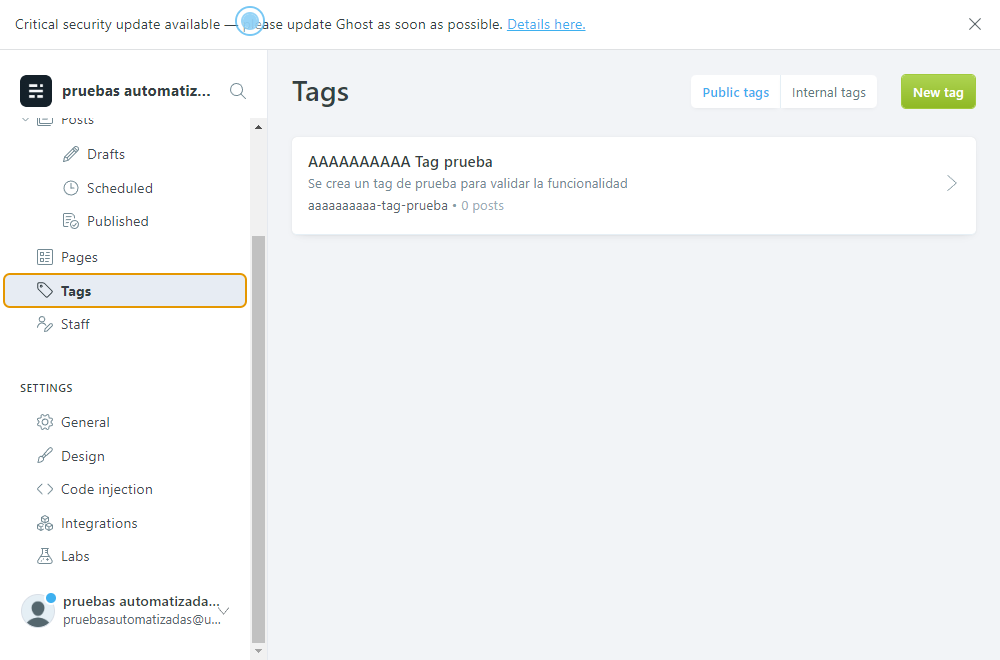 Critical security update available — please update Ghost as soon as possible. Details here.
pruebas automatiz...
Posts
Drafts
Scheduled
Published
Pages
Tags
Staff
SETTINGS
General
Design
Code injection
Integrations
Labs
pruebas automatizada...
pruebasautomatizadas@u...
Tags
Public tags
Internal tags
New tag
AAAAAAAAAA Tag prueba
Se crea un tag de prueba para validar la funcionalidad
aaaaaaaaaa-tag-prueba • 0 posts